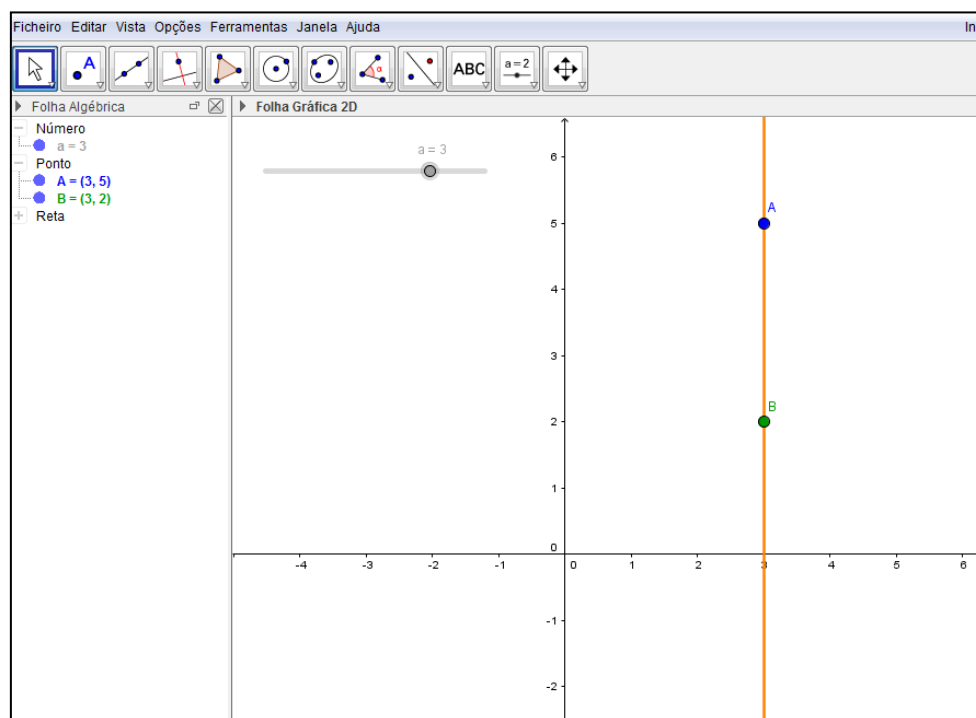 Ficheiro Editar Vista Opções Ferramentas Janela Ajuda In
A α ABC a = 2
Folha Algébrica
Folha Gráfica 2D
Número
a = 3
Ponto
A = (3, 5)
B = (3, 2)
Reta
a = 3
6
A
5
4
3
B
2
1
0
-4 -3 -2 -1 0 1 2 3 4 5 6
-1
-2